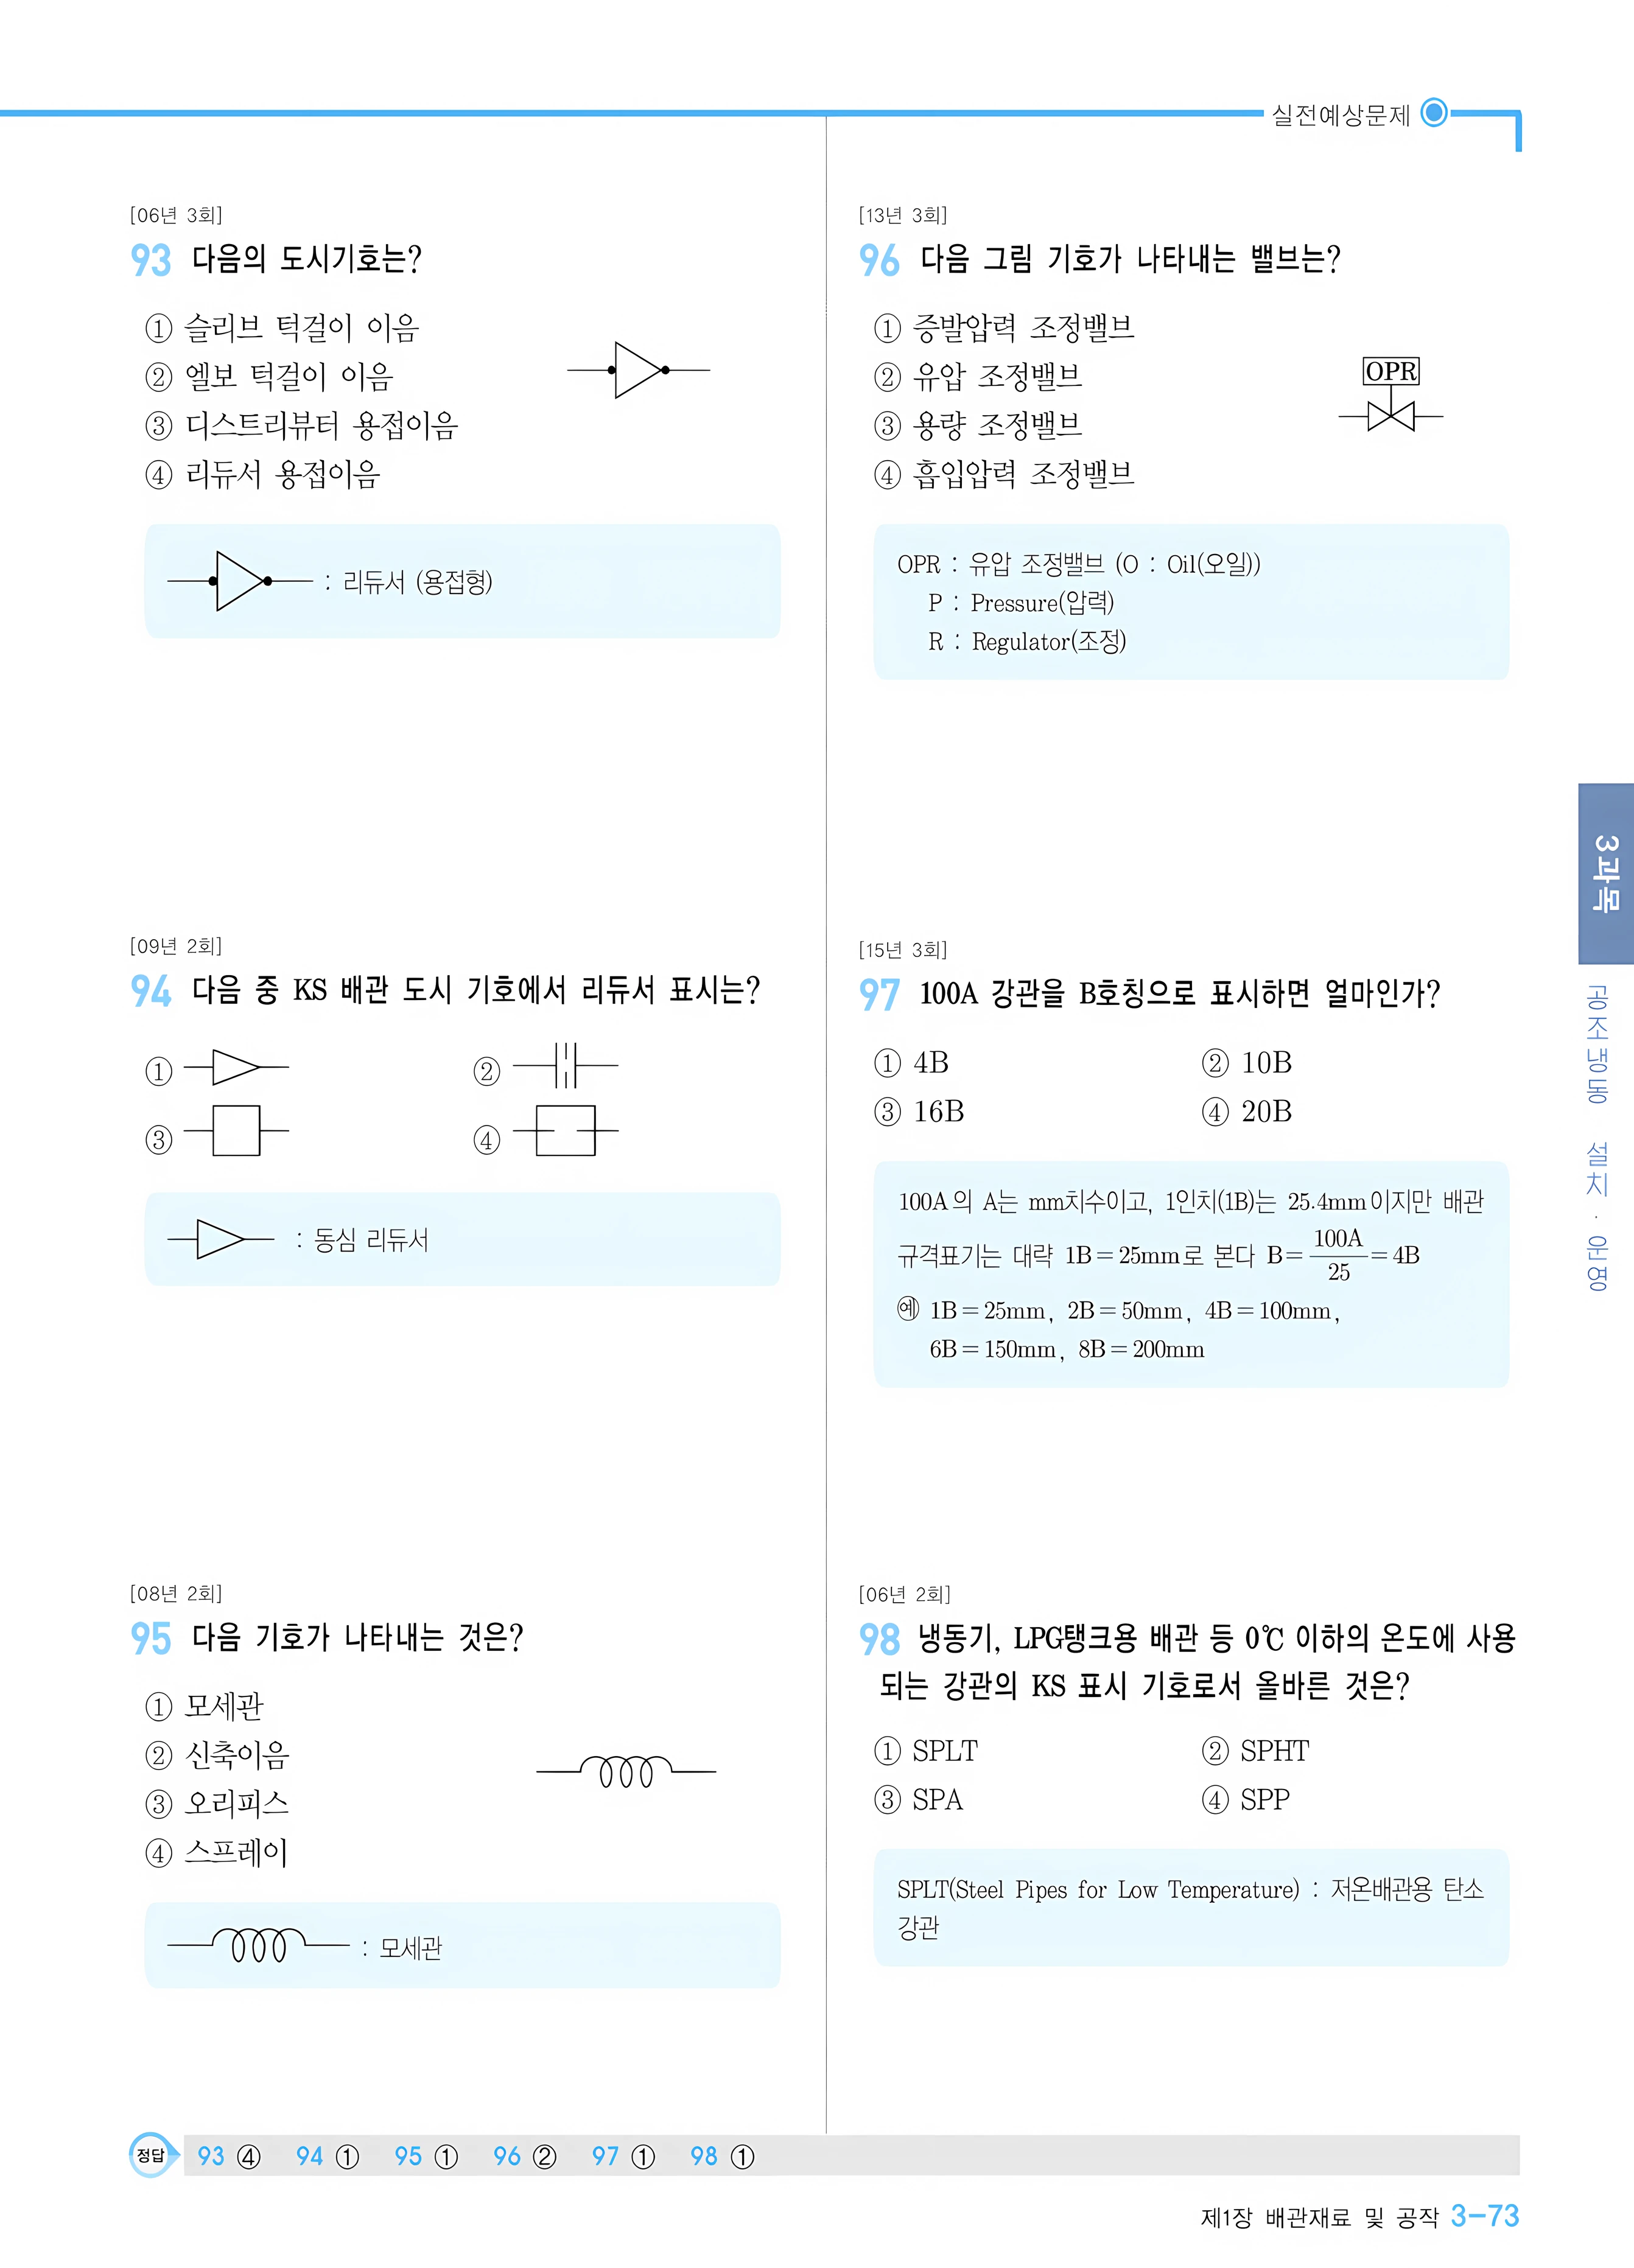 실전예상문제
[06년 3회]
93 다음의 도시기호는?
① 슬리브 턱걸이 이음
② 엘보 턱걸이 이음
③ 디스트리뷰터 용접이음
④ 리듀서 용접이음
: 리듀서 (용접형)
[09년 2회]
94 다음 중 KS 배관 도시 기호에서 리듀서 표시는?
① ②
③ ④
: 동심 리듀서
[08년 2회]
95 다음 기호가 나타내는 것은?
① 모세관
② 신축이음
③ 오리피스
④ 스프레이
: 모세관
[13년 3회]
96 다음 그림 기호가 나타내는 밸브는?
① 증발압력 조정밸브
② 유압 조정밸브
③ 용량 조정밸브
④ 흡입압력 조정밸브
OPR
OPR : 유압 조정밸브 (O : Oil(오일))
P : Pressure(압력)
R : Regulator(조정)
[15년 3회]
97 100A 강관을 B호칭으로 표시하면 얼마인가?
① 4B ② 10B
③ 16B ④ 20B
100A의 A는 mm치수이고, 1인치(1B)는 25.4mm이지만 배관
규격표기는 대략 1B=25mm로 본다 B=100A/25=4B
예 1B=25mm, 2B=50mm, 4B=100mm,
6B=150mm, 8B=200mm
[06년 2회]
98 냉동기, LPG탱크용 배관 등 0℃ 이하의 온도에 사용
되는 강관의 KS 표시 기호로서 올바른 것은?
① SPLT ② SPHT
③ SPA ④ SPP
SPLT(Steel Pipes for Low Temperature) : 저온배관용 탄소
강관
3과목
공조냉동 설치·운영
정답 93 ④ 94 ① 95 ① 96 ② 97 ① 98 ①
제1장 배관재료 및 공작 3-73